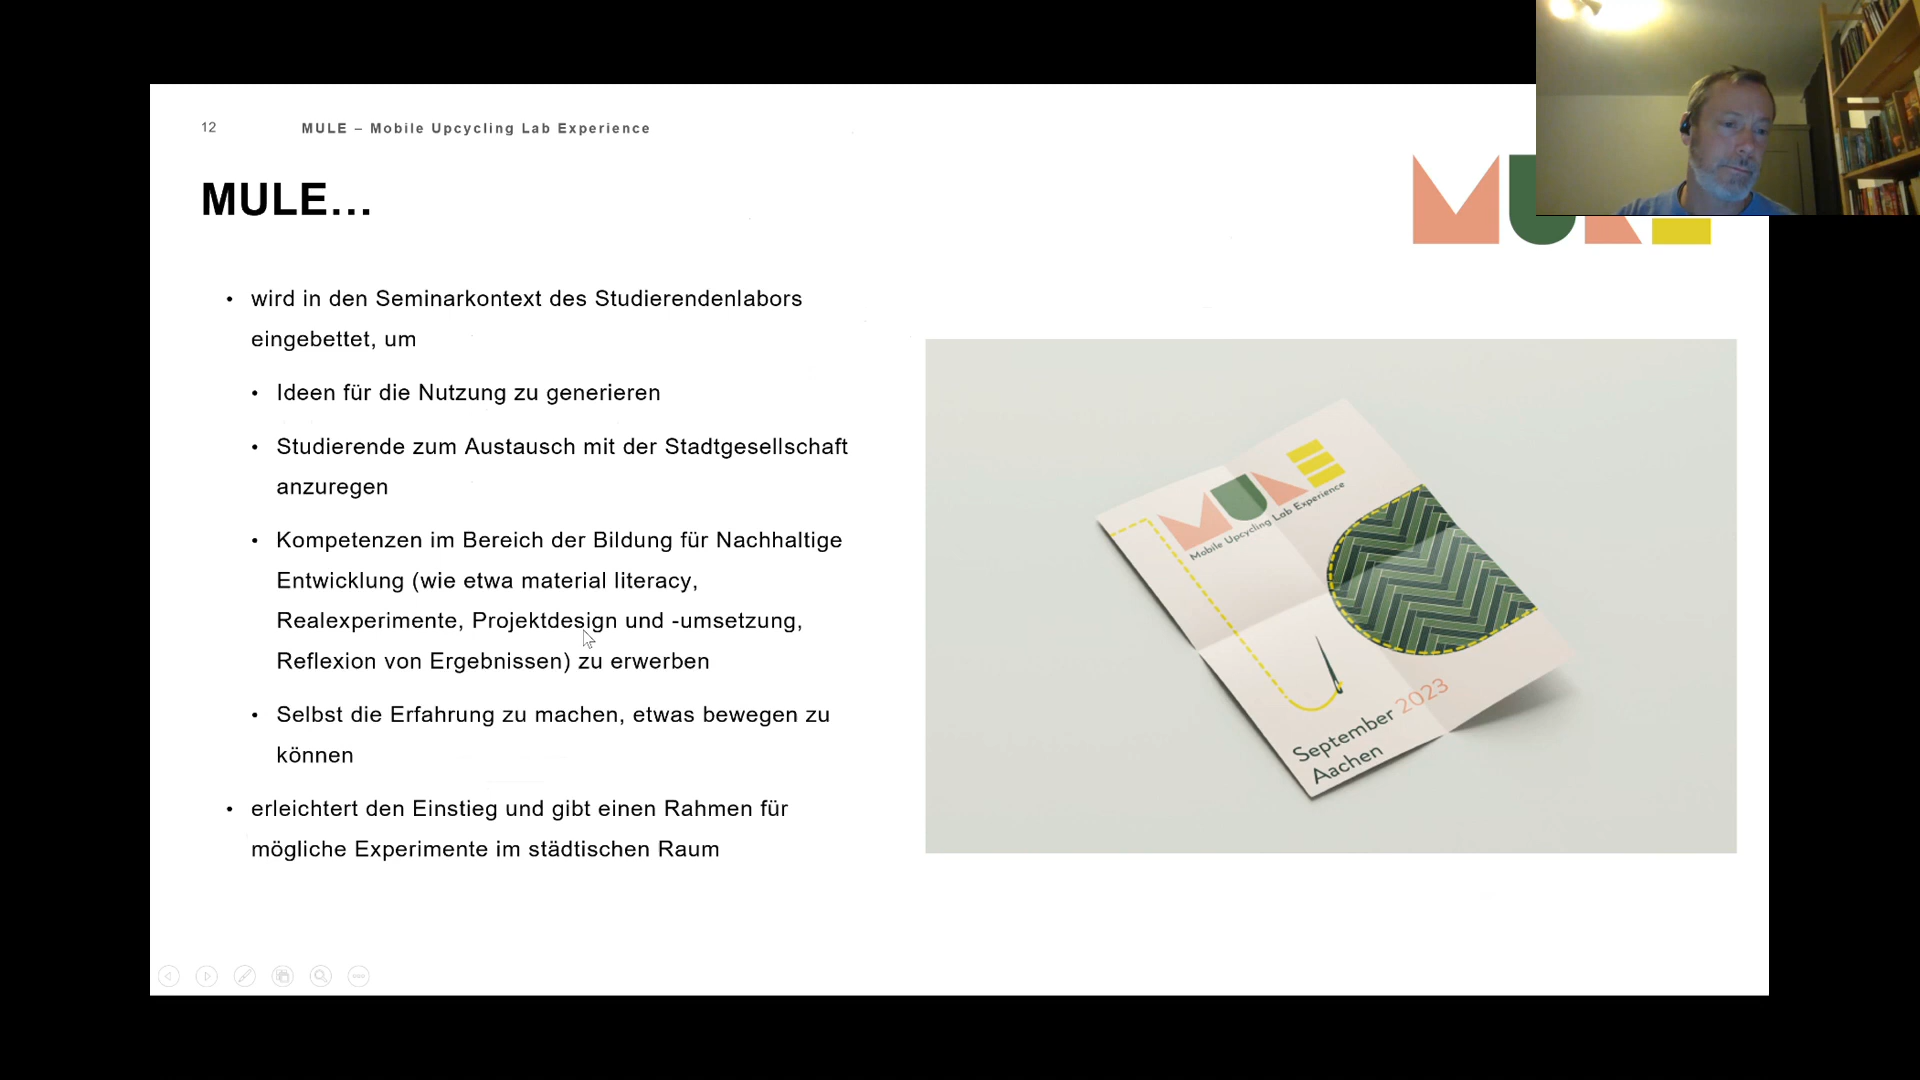 12 MULE – Mobile Upcycling Lab Experience
MULE...
• wird in den Seminarkontext des Studierendenlabors
eingebettet, um
• Ideen für die Nutzung zu generieren
• Studierende zum Austausch mit der Stadtgesellschaft
anzuregen
• Kompetenzen im Bereich der Bildung für Nachhaltige
Entwicklung (wie etwa material literacy,
Realexperimente, Projektdesign und -umsetzung,
Reflexion von Ergebnissen) zu erwerben
• Selbst die Erfahrung zu machen, etwas bewegen zu
können
• erleichtert den Einstieg und gibt einen Rahmen für
mögliche Experimente im städtischen Raum
MULE
MULE
Mobile Upcycling Lab Experience
September 2023
Aachen